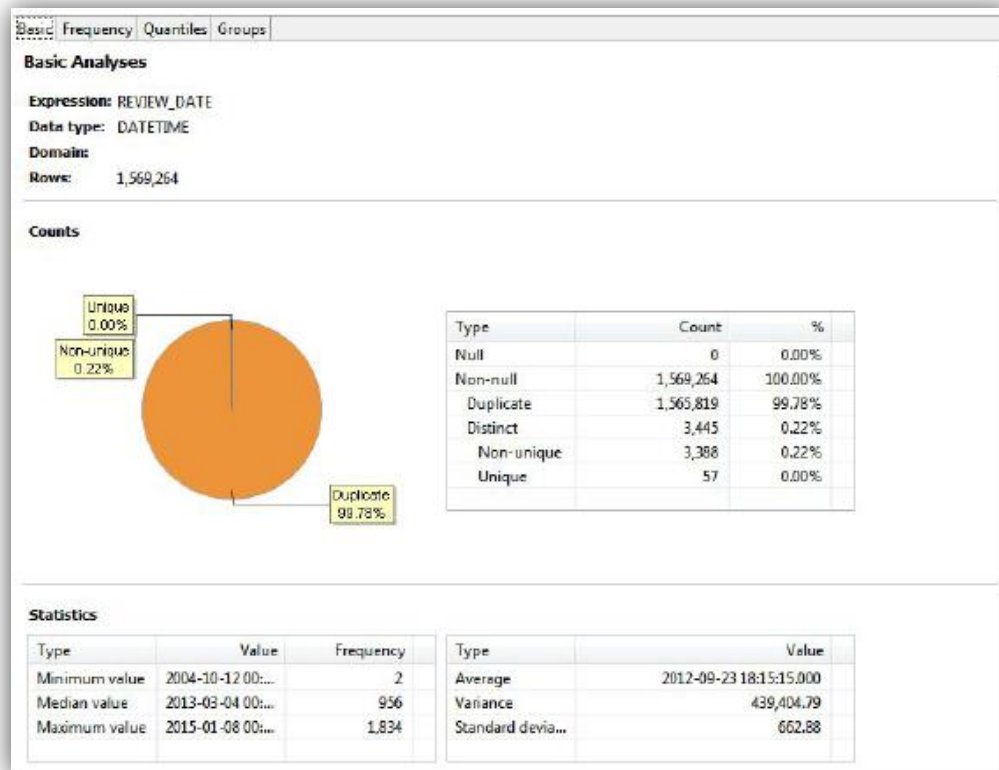 Basic Frequency Quantiles Groups
Basic Analyses
Expression: REVIEW_DATE
Data type: DATETIME
Domain:
Rows: 1,569,264
Counts
Unique
0.00%
Non-unique
0.22%
Duplicate
99.78%
Type Count %
Null 0 0.00%
Non-null 1,569,264 100.00%
Duplicate 1,565,819 99.78%
Distinct 3,445 0.22%
Non-unique 3,388 0.22%
Unique 57 0.00%
Statistics
Type Value Frequency
Minimum value 2004-10-12 00:... 2
Median value 2013-03-04 00:... 956
Maximum value 2015-01-08 00:... 1,834
Type Value
Average 2012-09-23 18:15:15.000
Variance 439,404.79
Standard devia... 662.88